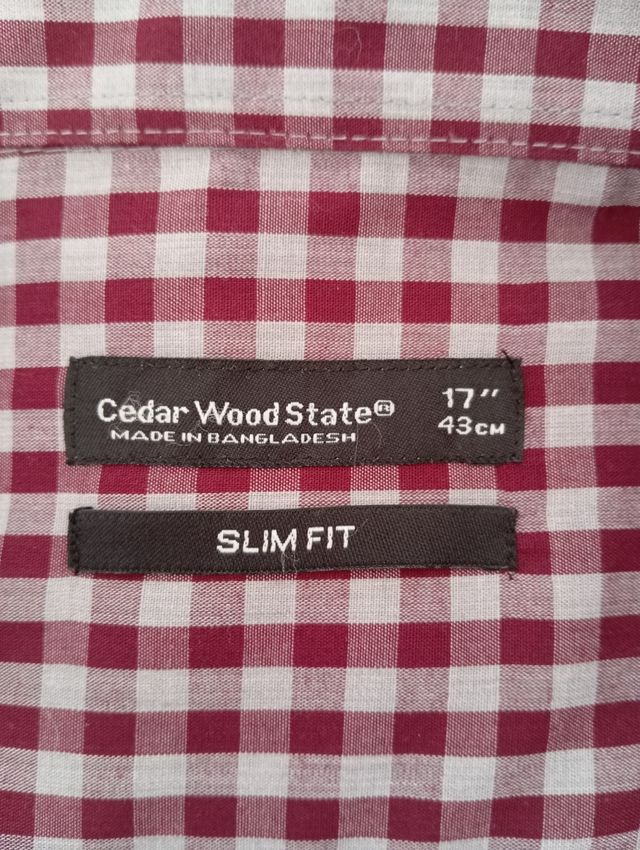 Cedar Wood State® 17"
MADE IN BANGLADESH 43CM
SLIM FIT